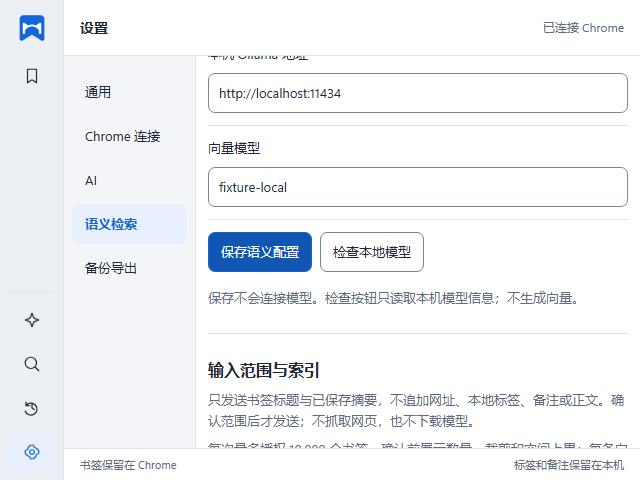 设置
已连接 Chrome
通用
Chrome 连接
AI
语义检索
备份导出
本机 Ollama 地址
http://localhost:11434
向量模型
fixture-local
保存语义配置
检查本地模型
保存不会连接模型。检查按钮只读取本机模型信息；不生成向量。
输入范围与索引
只发送书签标题与已保存摘要，不追加网址、本地标签、备注或正文。确
认范围后才发送；不抓取网页，也不下载模型。
书签保留在 Chrome
标签和备注保留在本机